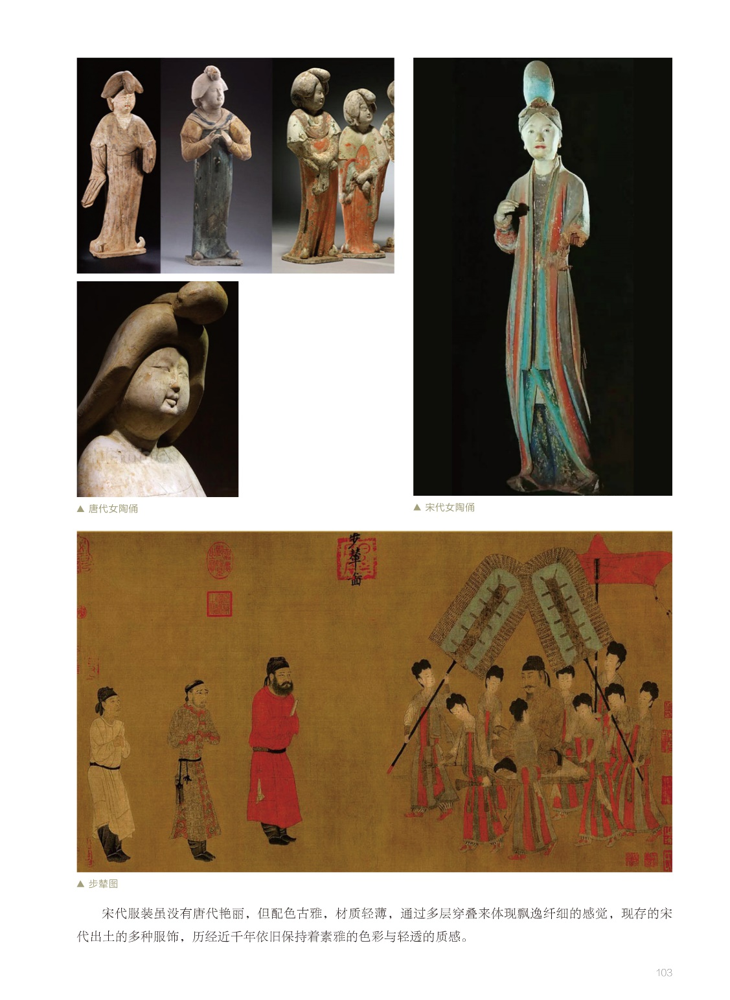 ▲ 唐代女陶俑
▲ 宋代女陶俑
步辇啚
▲ 步辇图
宋代服装虽没有唐代艳丽，但配色古雅，材质轻薄，通过多层穿叠来体现飘逸纤细的感觉，现存的宋
代出土的多种服饰，历经近千年依旧保持着素雅的色彩与轻透的质感。
103